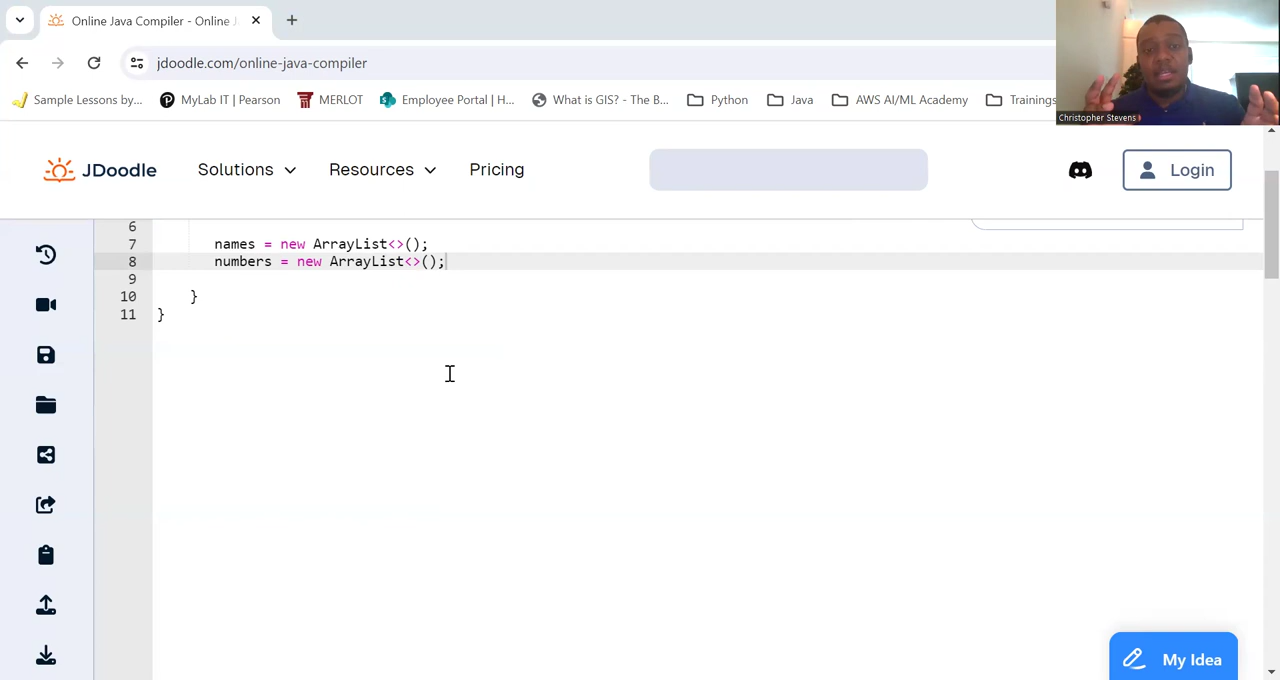 Online Java Compiler - Online J
jdoodle.com/online-java-compiler
Sample Lessons by...
MyLab IT | Pearson
MERLOT
Employee Portal | H...
What is GIS? - The B...
Python
Java
AWS AI/ML Academy
Trainings
Christopher Stevens
JDoodle
Solutions
Resources
Pricing
Login
6
7 names = new ArrayList<>();
8 numbers = new ArrayList<>();
9
10 }
11 }
My Idea